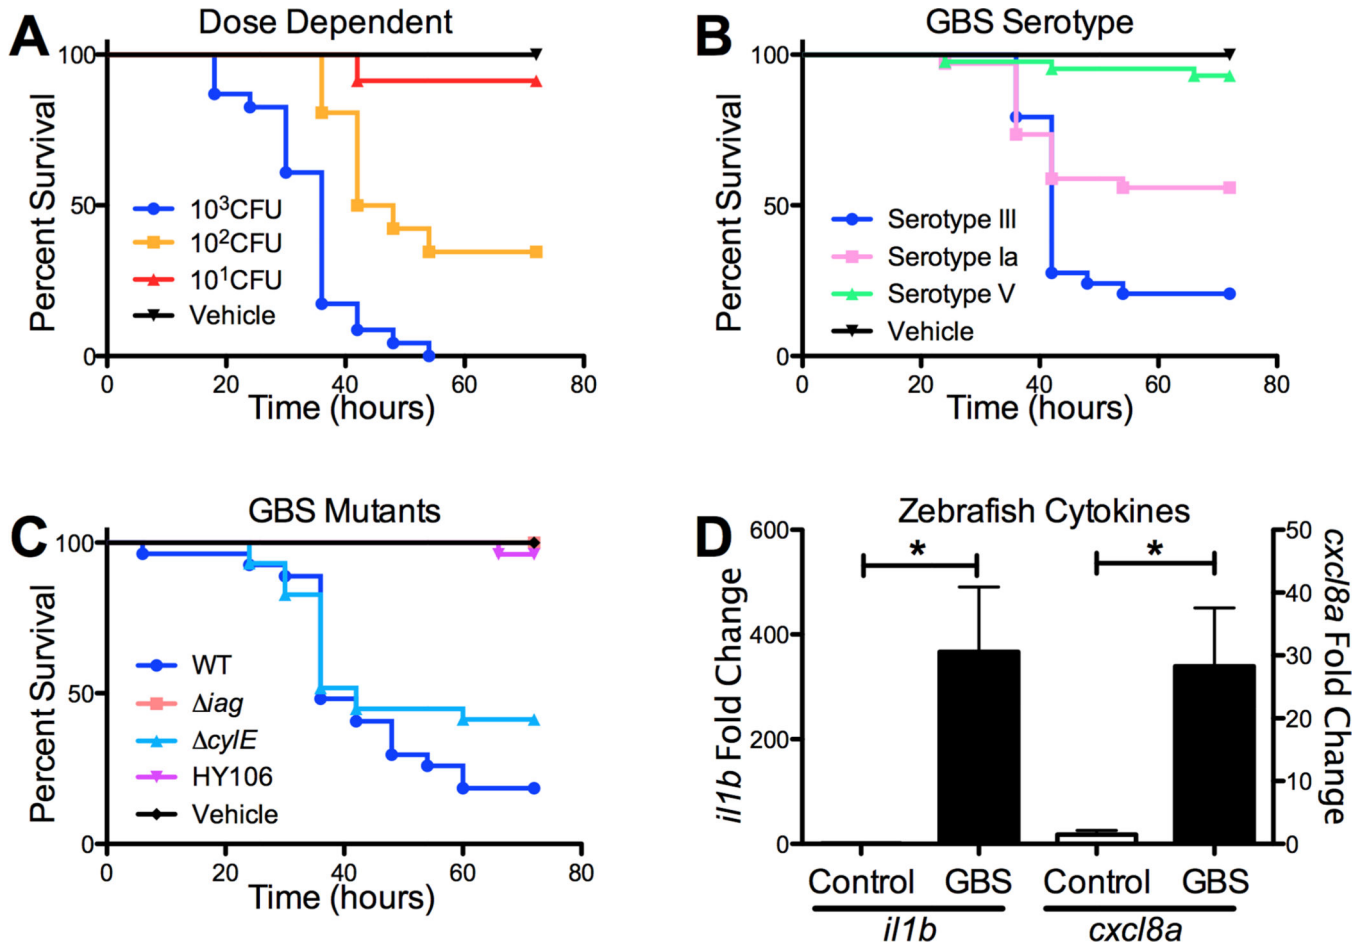 A
Dose Dependent
Percent Survival
100
50
0
10³CFU
10²CFU
10¹CFU
Vehicle
0 20 40 60 80
Time (hours)
B
GBS Serotype
Percent Survival
100
50
0
Serotype III
Serotype Ia
Serotype V
Vehicle
0 20 40 60 80
Time (hours)
C
GBS Mutants
Percent Survival
100
50
0
WT
Δiag
ΔcylE
HY106
Vehicle
0 20 40 60 80
Time (hours)
D
Zebrafish Cytokines
il1b Fold Change
600
400
200
0
* *
50
40
30
20
10
0
cxcl8a Fold Change
Control GBS Control GBS
il1b cxcl8a